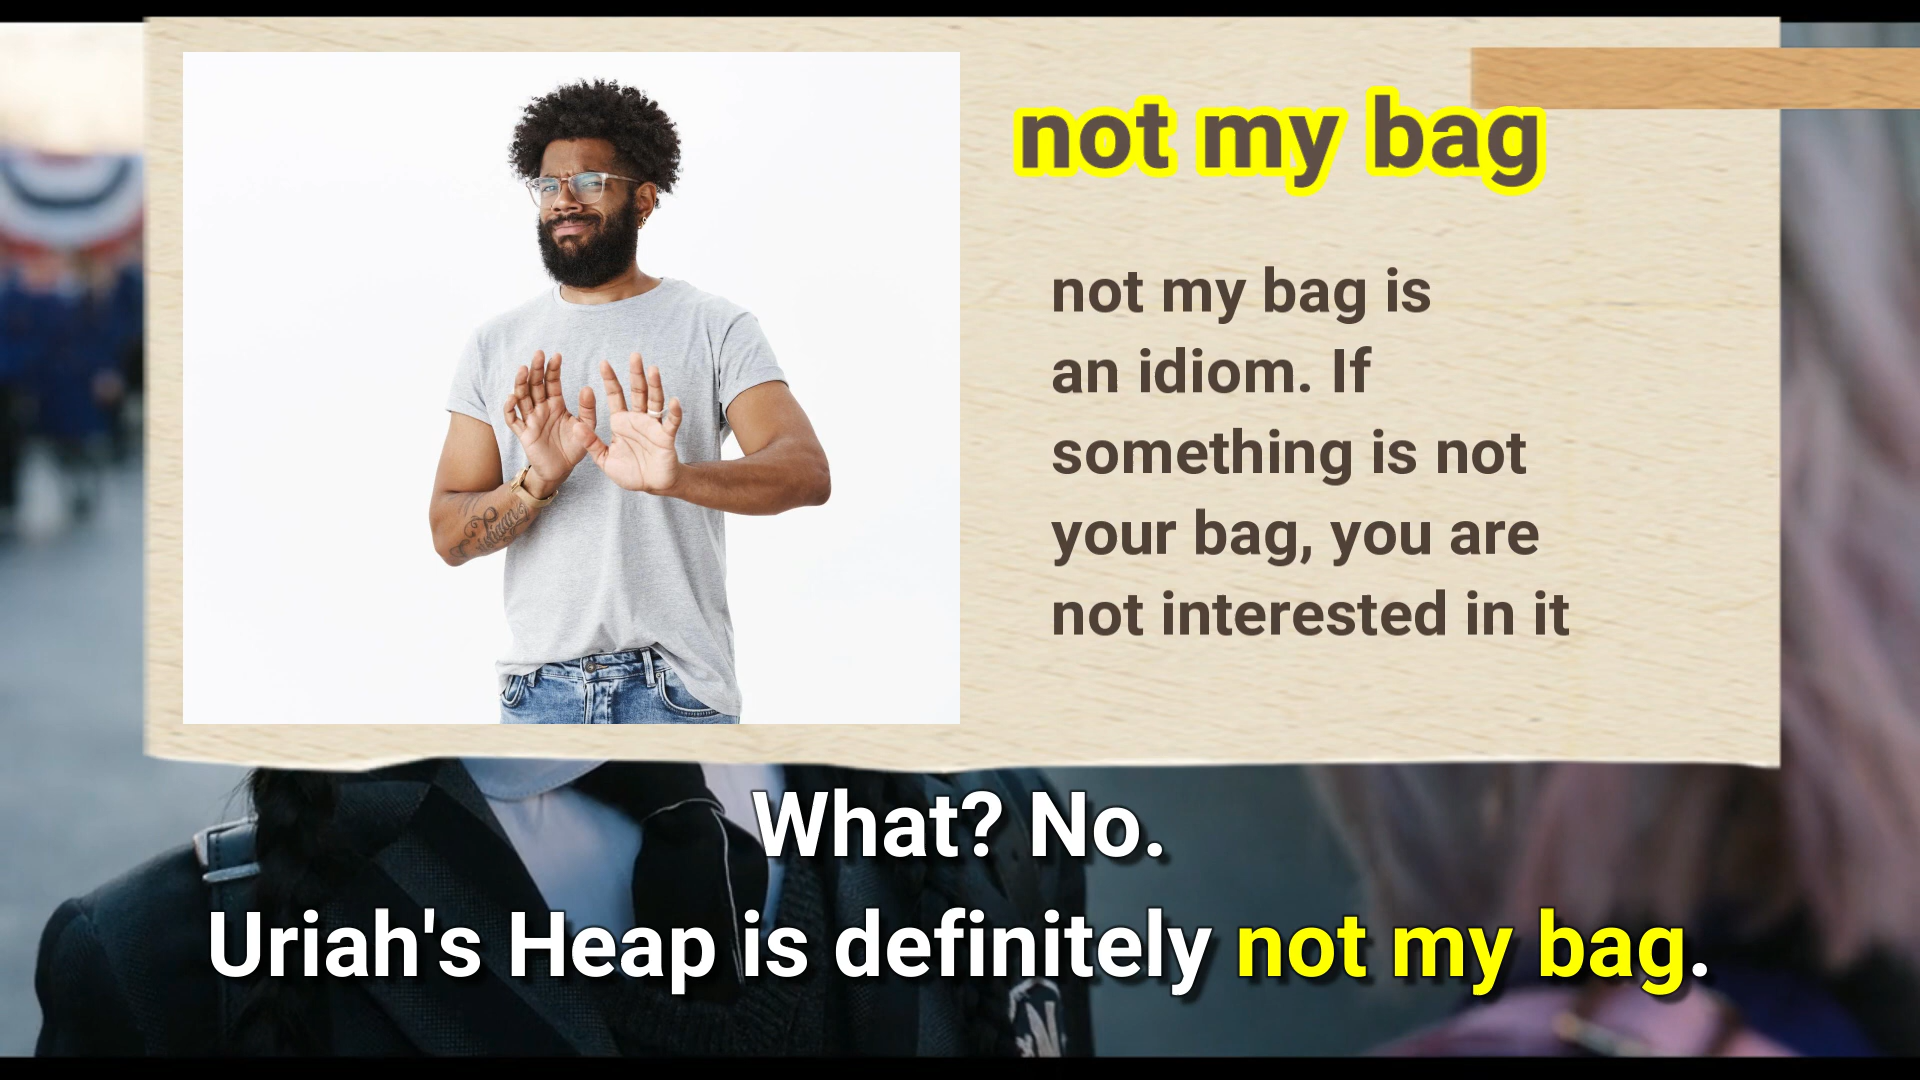 not my bag
not my bag is
an idiom. If
something is not
your bag, you are
not interested in it
What? No.
Uriah's Heap is definitely not my bag.